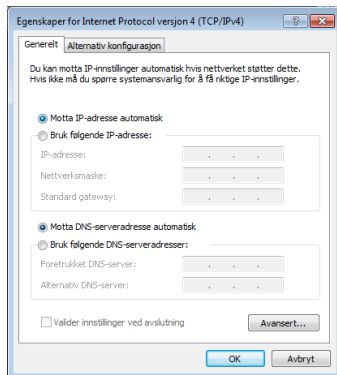 Egenskaper for Internet Protocol versjon 4 (TCP/IPv4)
Generelt Alternativ konfigurasjon
Du kan motta IP-innstillinger automatisk hvis nettverket støtter dette.
Hvis ikke må du spørre systemansvarlig for å få riktige IP-innstillinger.
Motta IP-adresse automatisk
Bruk følgende IP-adresse:
IP-adresse:
Nettverksmaske:
Standard gateway:
Motta DNS-serveradresse automatisk
Bruk følgende DNS-serveradresser:
Foretrukket DNS-server:
Alternativ DNS-server:
Valider innstillinger ved avslutning
Avansert...
OK Avbryt